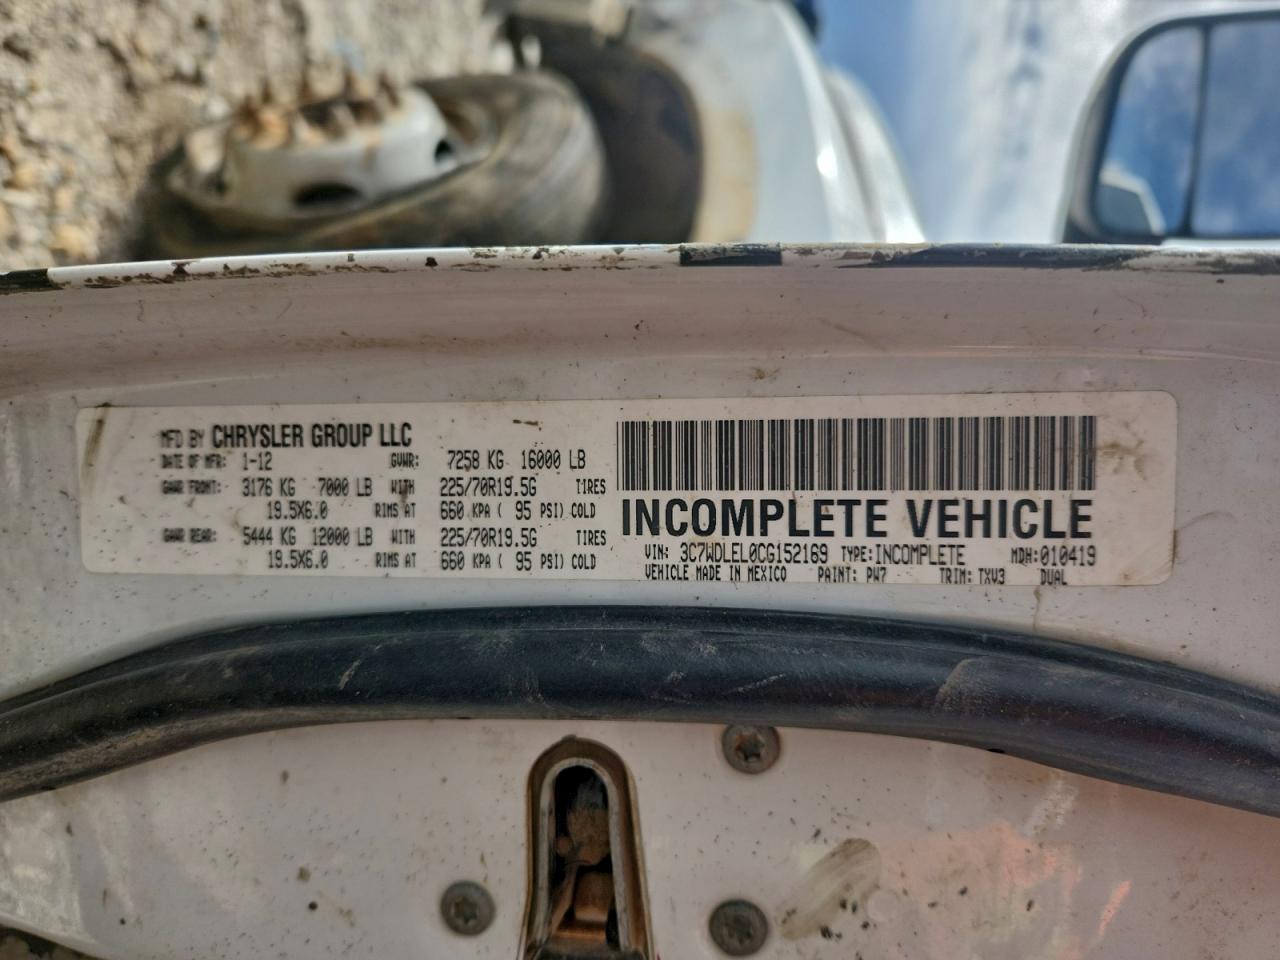 MFD BY CHRYSLER GROUP LLC
DATE OF MFR: 1-12 GVWR: 7258 KG 16000 LB
GAWR FRONT: 3176 KG 7000 LB WITH 225/70R19.5G TIRES
19.5X6.0 RIMS AT 660 KPA ( 95 PSI) COLD
GAWR REAR: 5444 KG 12000 LB WITH 225/70R19.5G TIRES
19.5X6.0 RIMS AT 660 KPA ( 95 PSI) COLD
INCOMPLETE VEHICLE
VIN: 3C7WDLEL0CG152169 TYPE: INCOMPLETE MDH: 010419
VEHICLE MADE IN MEXICO PAINT: PW7 TRIM: TXV3 DUAL